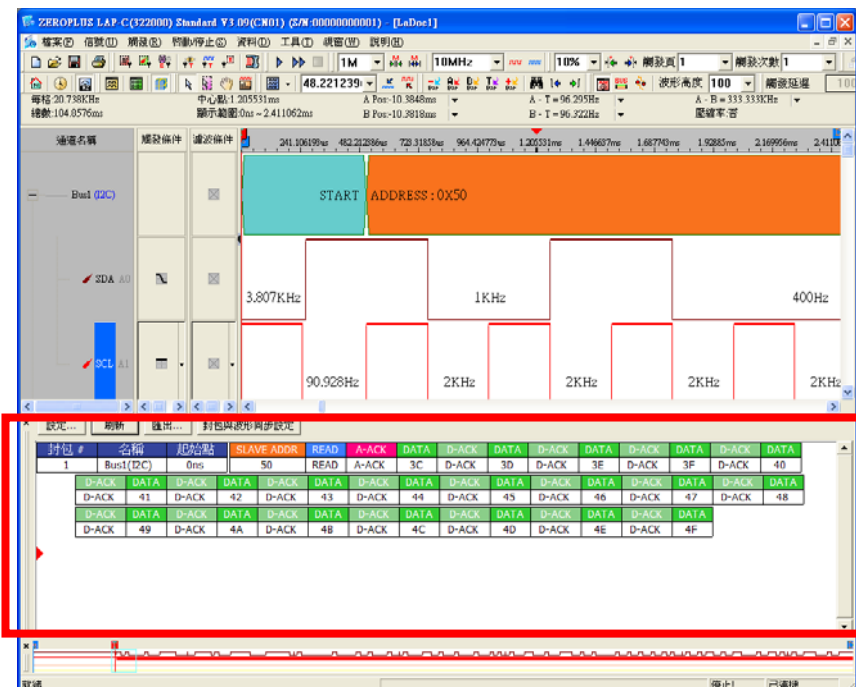 ZEROPLUS LAP-C(322000) Standard V3.09(CN01) (S/N:00000000001) - [LaDoc1]
檔案(F) 信號(U) 觸發(R) 啟動/停止(S) 資料(D) 工具(T) 視窗(W) 說明(H)
1M 10MHz 10% 觸發頁 1 觸發次數 1
48.221239 波形高度 100 觸發延遲 100
每格:20.738KHz 中心點:1.205531ms A Pos:-10.3848ms A - T = 96.295Hz A - B = 333.333KHz
總數:104.0576ms 顯示範圍:0ns ~ 2.411062ms B Pos:-10.3818ms B - T = 96.322Hz 壓縮率:否
通道名稱 觸發條件 濾波條件 241.106193us 482.212386us 723.31858us 964.424773us 1.205531ms 1.446637ms 1.687743ms 1.92885ms 2.169956ms
Bus1 (I2C) START ADDRESS : 0X50
SDA A0 3.807KHz 1KHz 400Hz
SCL A1 90.928Hz 2KHz 2KHz 2KHz 2KHz
設定... 刷新 匯出... 封包與波形同步設定
封包 # 名稱 起始點 SLAVE ADDR READ A-ACK DATA D-ACK DATA D-ACK DATA D-ACK DATA D-ACK DATA
1 Bus1(I2C) 0ns 50 READ A-ACK 3C D-ACK 3D D-ACK 3E D-ACK 3F D-ACK 40
D-ACK DATA D-ACK DATA D-ACK DATA D-ACK DATA D-ACK DATA D-ACK DATA D-ACK DATA D-ACK DATA
D-ACK 41 D-ACK 42 D-ACK 43 D-ACK 44 D-ACK 45 D-ACK 46 D-ACK 47 D-ACK 48
D-ACK DATA D-ACK DATA D-ACK DATA D-ACK DATA D-ACK DATA D-ACK DATA D-ACK DATA
D-ACK 49 D-ACK 4A D-ACK 4B D-ACK 4C D-ACK 4D D-ACK 4E D-ACK 4F
就緒 停止! 已連接